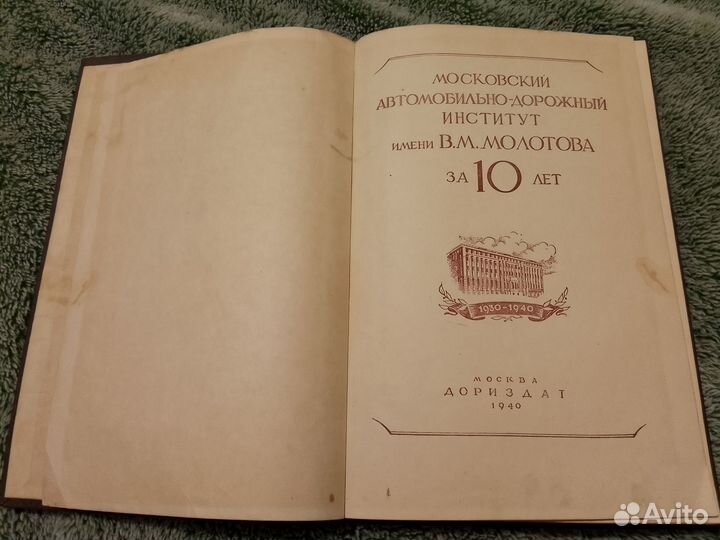 МОСКОВСКИЙ
АВТОМОБИЛЬНО-ДОРОЖНЫЙ
ИНСТИТУТ
ИМЕНИ В.М.МОЛОТОВА
ЗА 10 ЛЕТ
1930-1940
МОСКВА
ДОРИЗДАТ
1940
Avito